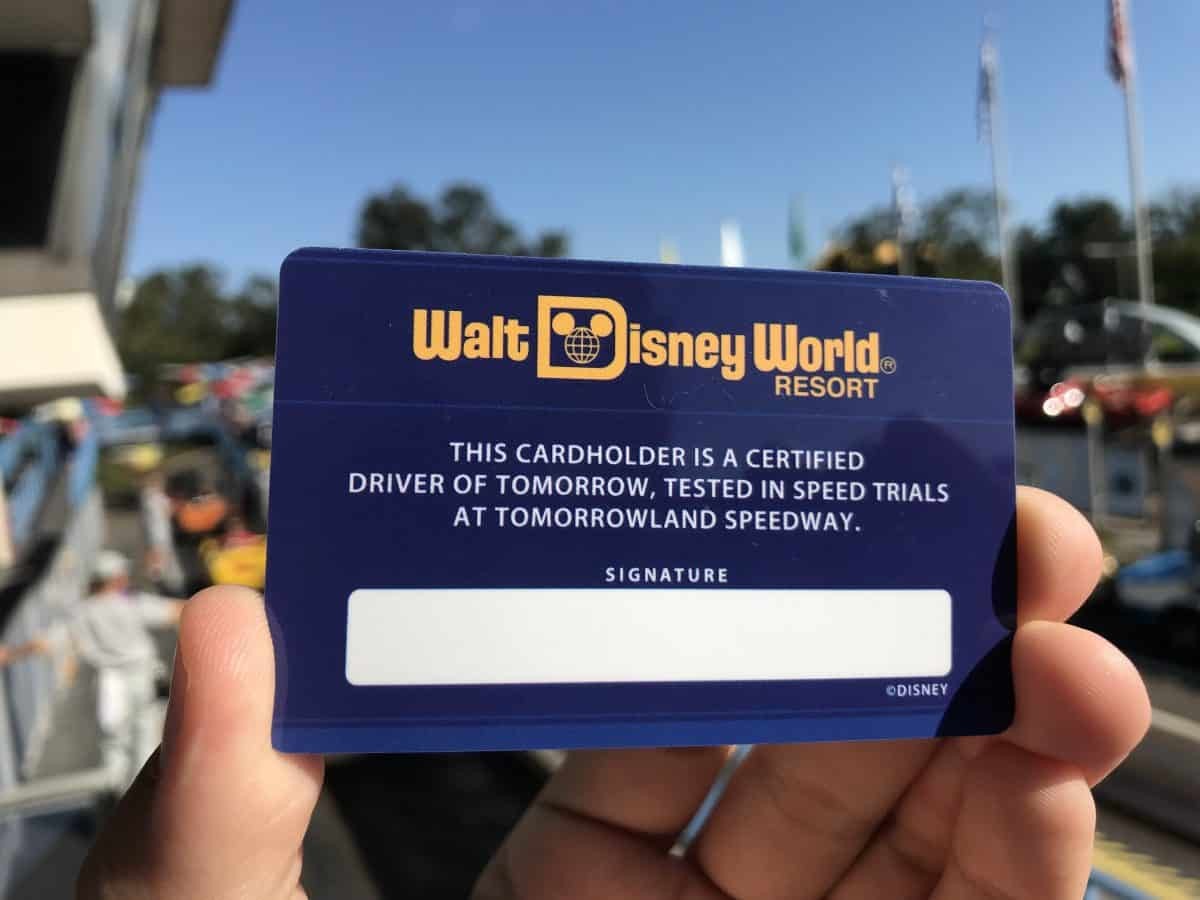 Walt Disney World®
RESORT
THIS CARDHOLDER IS A CERTIFIED
DRIVER OF TOMORROW, TESTED IN SPEED TRIALS
AT TOMORROWLAND SPEEDWAY.
SIGNATURE
©DISNEY